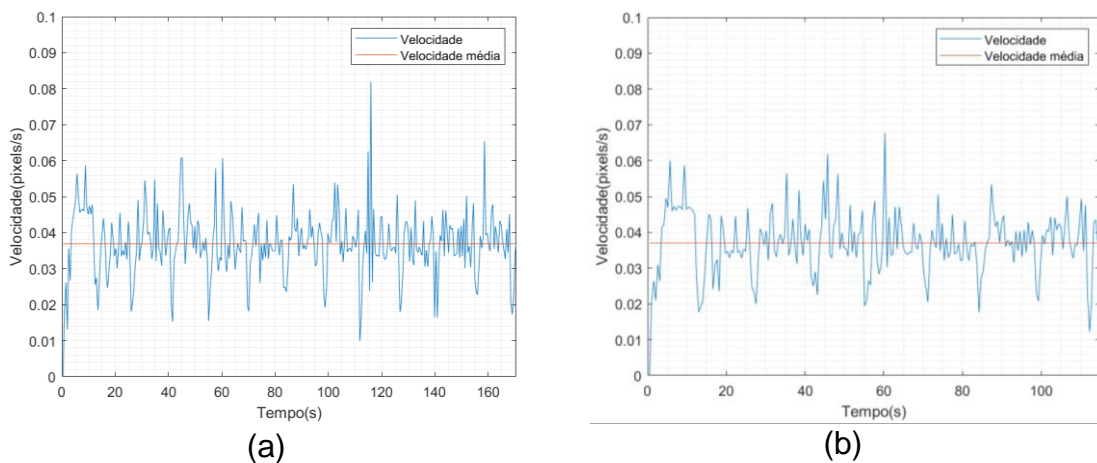 0.1
0.09
0.08
0.07
0.06
0.05
0.04
0.03
0.02
0.01
0
Velocidade(pixels/s)
Velocidade
Velocidade média
0 20 40 60 80 100 120 140 160
Tempo(s)
(a)
0.1
0.09
0.08
0.07
0.06
0.05
0.04
0.03
0.02
0.01
0
Velocidade(pixels/s)
Velocidade
Velocidade média
0 20 40 60 80 100
Tempo(s)
(b)